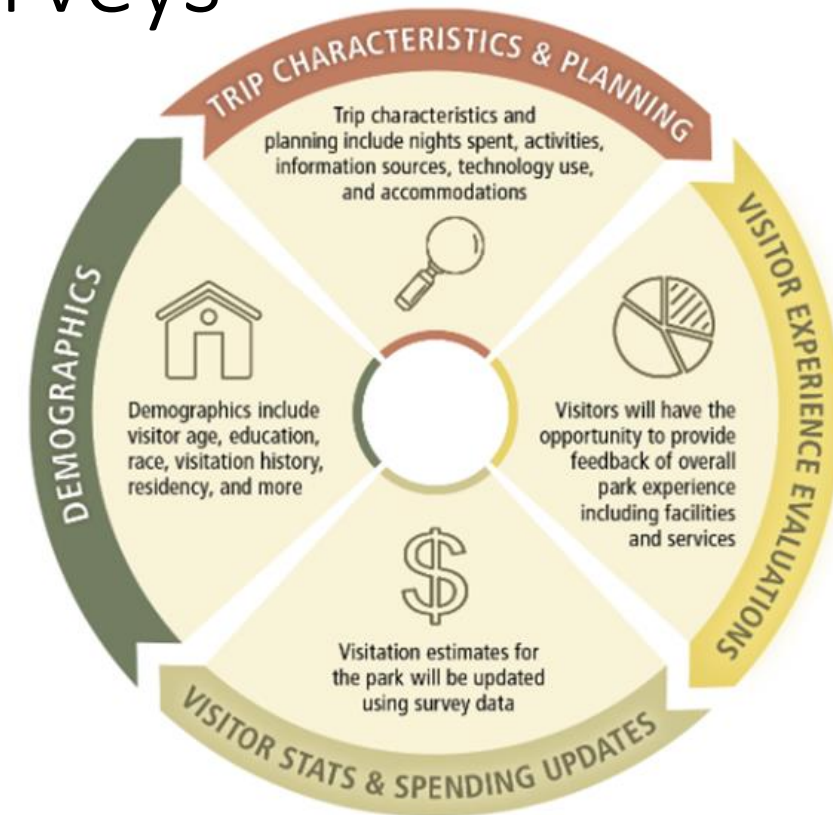 TRIP CHARACTERISTICS & PLANNING
Trip characteristics and
planning include nights spent, activities,
information sources, technology use,
and accommodations
VISITOR EXPERIENCE EVALUATIONS
Visitors will have the
opportunity to provide
feedback of overall
park experience
including facilities
and services
VISITOR STATS & SPENDING UPDATES
$
Visitation estimates for
the park will be updated
using survey data
DEMOGRAPHICS
Demographics include
visitor age, education,
race, visitation history,
residency, and more